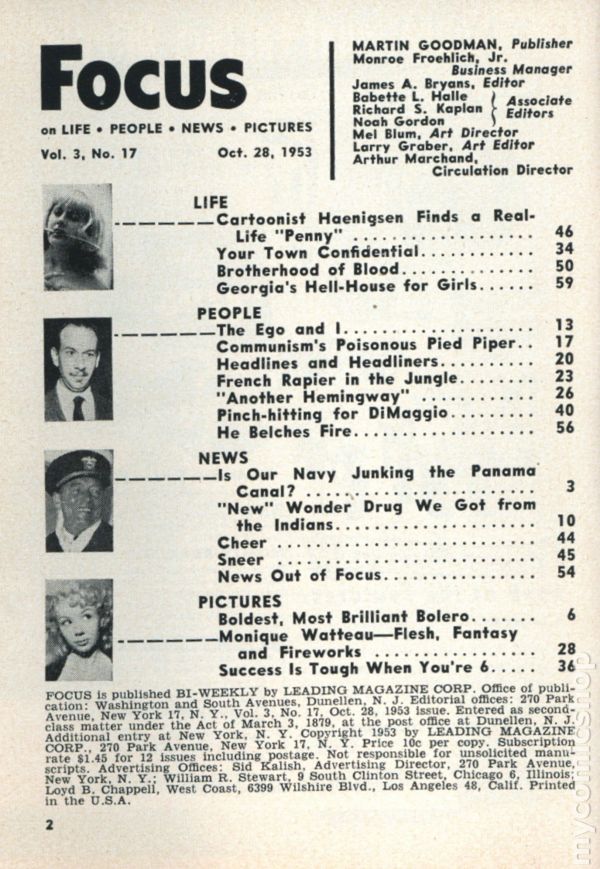 FOCUS
on LIFE • PEOPLE • NEWS • PICTURES
Vol. 3, No. 17 Oct. 28, 1953
MARTIN GOODMAN, Publisher
Monroe Froehlich, Jr.
Business Manager
James A. Bryans, Editor
Babette L. Halle
Richard S. Kaplan
Noah Gordon
Associate
Editors
Mel Blum, Art Director
Larry Graber, Art Editor
Arthur Marchand,
Circulation Director
LIFE
Cartoonist Haenigsen Finds a Real-
Life "Penny" .................... 46
Your Town Confidential............ 34
Brotherhood of Blood.............. 50
Georgia's Hell-House for Girls...... 59
PEOPLE
The Ego and I.................... 13
Communism's Poisonous Pied Piper.. 17
Headlines and Headliners.......... 20
French Rapier in the Jungle........ 23
"Another Hemingway" ............ 26
Pinch-hitting for DiMaggio......... 40
He Belches Fire................... 56
NEWS
Is Our Navy Junking the Panama
Canal? ......................... 3
"New" Wonder Drug We Got from
the Indians..................... 10
Cheer ........................... 44
Sneer ........................... 45
News Out of Focus................ 54
PICTURES
Boldest, Most Brilliant Bolero....... 6
Monique Watteau—Flesh, Fantasy
and Fireworks .................. 28
Success Is Tough When You're 6..... 36
FOCUS is published BI-WEEKLY by LEADING MAGAZINE CORP. Office of publi-
cation: Washington and South Avenues, Dunellen, N. J. Editorial offices: 270 Park
Avenue, New York 17, N. Y., Vol. 3, No. 17, Oct. 28, 1953 issue. Entered as second-
class matter under the Act of March 3, 1879, at the post office at Dunellen, N. J.
Additional entry at New York, N. Y. Copyright 1953 by LEADING MAGAZINE
CORP., 270 Park Avenue, New York 17, N. Y. Price 10c per copy. Subscription
rate $1.45 for 12 issues including postage. Not responsible for unsolicited manu-
scripts. Advertising Offices: Sid Kalish, Advertising Director, 270 Park Avenue,
New York, N. Y.; William R. Stewart, 9 South Clinton Street, Chicago 6, Illinois;
Loyd B. Chappell, West Coast, 6399 Wilshire Blvd., Los Angeles 48, Calif. Printed
in the U.S.A.
2
mycomicshop